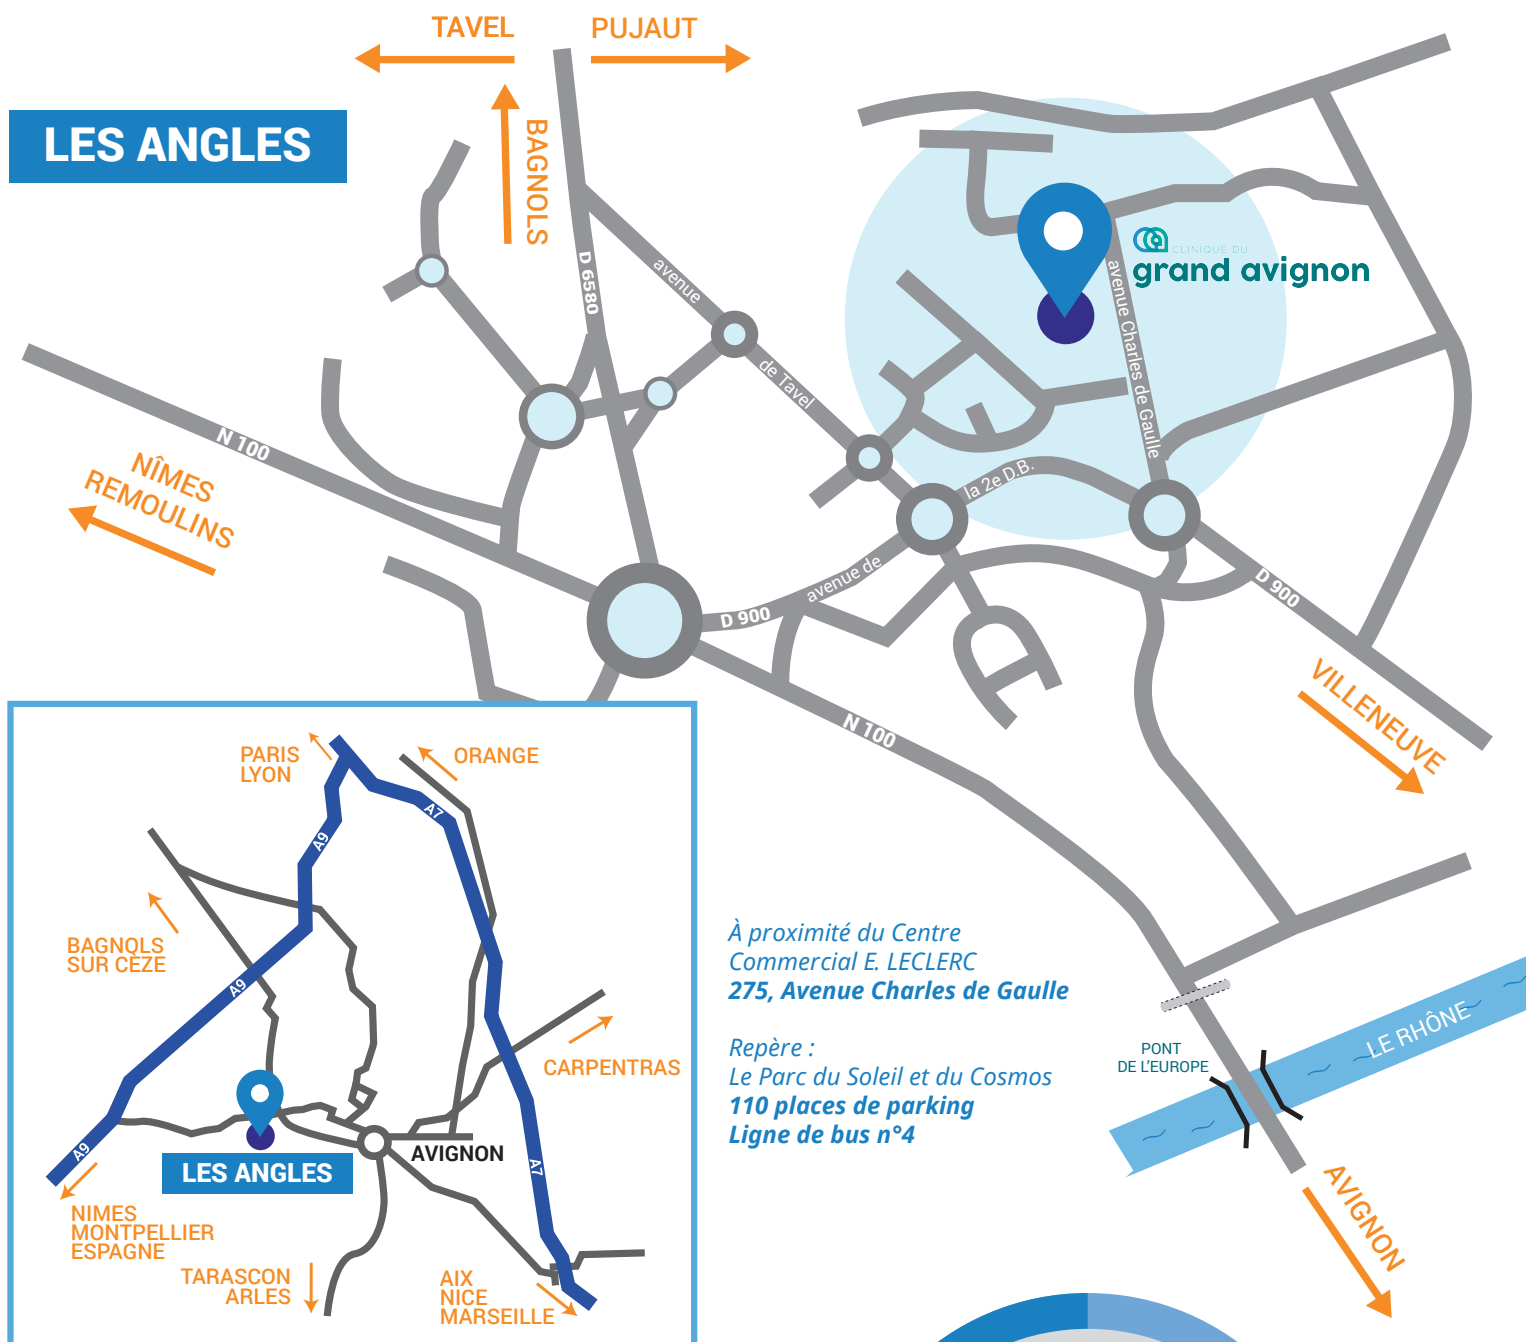 TAVEL
PUJAUT
LES ANGLES
BAGNOLS
D 6580
avenue
de Tavel
CLINIQUE DU
grand avignon
avenue Charles de Gaulle
N 100
NÎMES
REMOULINS
la 2e D.B.
avenue de
D 900
D 900
VILLENEUVE
N 100
PARIS
LYON
ORANGE
A7
A9
BAGNOLS
SUR CÈZE
A9
CARPENTRAS
AVIGNON
LES ANGLES
A9
A7
NIMES
MONTPELLIER
ESPAGNE
TARASCON
ARLES
AIX
NICE
MARSEILLE
À proximité du Centre
Commercial E. LECLERC
275, Avenue Charles de Gaulle
Repère :
Le Parc du Soleil et du Cosmos
110 places de parking
Ligne de bus n°4
PONT
DE L'EUROPE
LE RHÔNE
AVIGNON